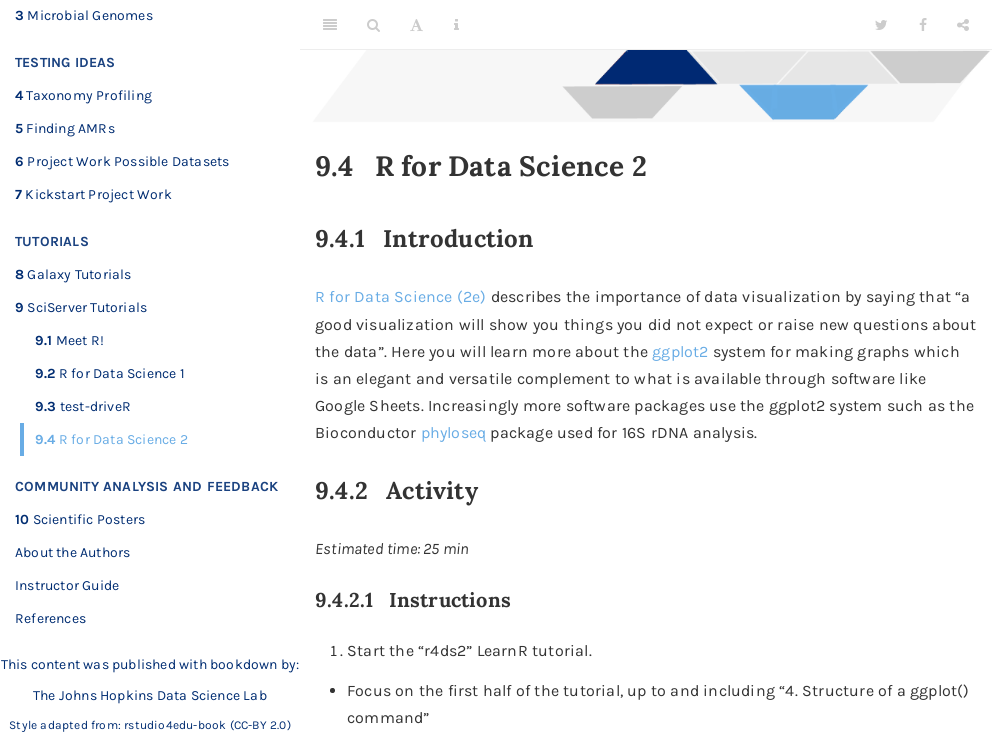 3 Microbial Genomes
TESTING IDEAS
4 Taxonomy Profiling
5 Finding AMRs
6 Project Work Possible Datasets
7 Kickstart Project Work
TUTORIALS
8 Galaxy Tutorials
9 SciServer Tutorials
9.1 Meet R!
9.2 R for Data Science 1
9.3 test-driveR
9.4 R for Data Science 2
COMMUNITY ANALYSIS AND FEEDBACK
10 Scientific Posters
About the Authors
Instructor Guide
References
This content was published with bookdown by:
The Johns Hopkins Data Science Lab
Style adapted from: rstudio4edu-book (CC-BY 2.0)
9.4 R for Data Science 2
9.4.1 Introduction
R for Data Science (2e) describes the importance of data visualization by saying that “a
good visualization will show you things you did not expect or raise new questions about
the data”. Here you will learn more about the ggplot2 system for making graphs which
is an elegant and versatile complement to what is available through software like
Google Sheets. Increasingly more software packages use the ggplot2 system such as the
Bioconductor phyloseq package used for 16S rDNA analysis.
9.4.2 Activity
Estimated time: 25 min
9.4.2.1 Instructions
1. Start the “r4ds2” LearnR tutorial.
• Focus on the first half of the tutorial, up to and including “4. Structure of a ggplot()
command”